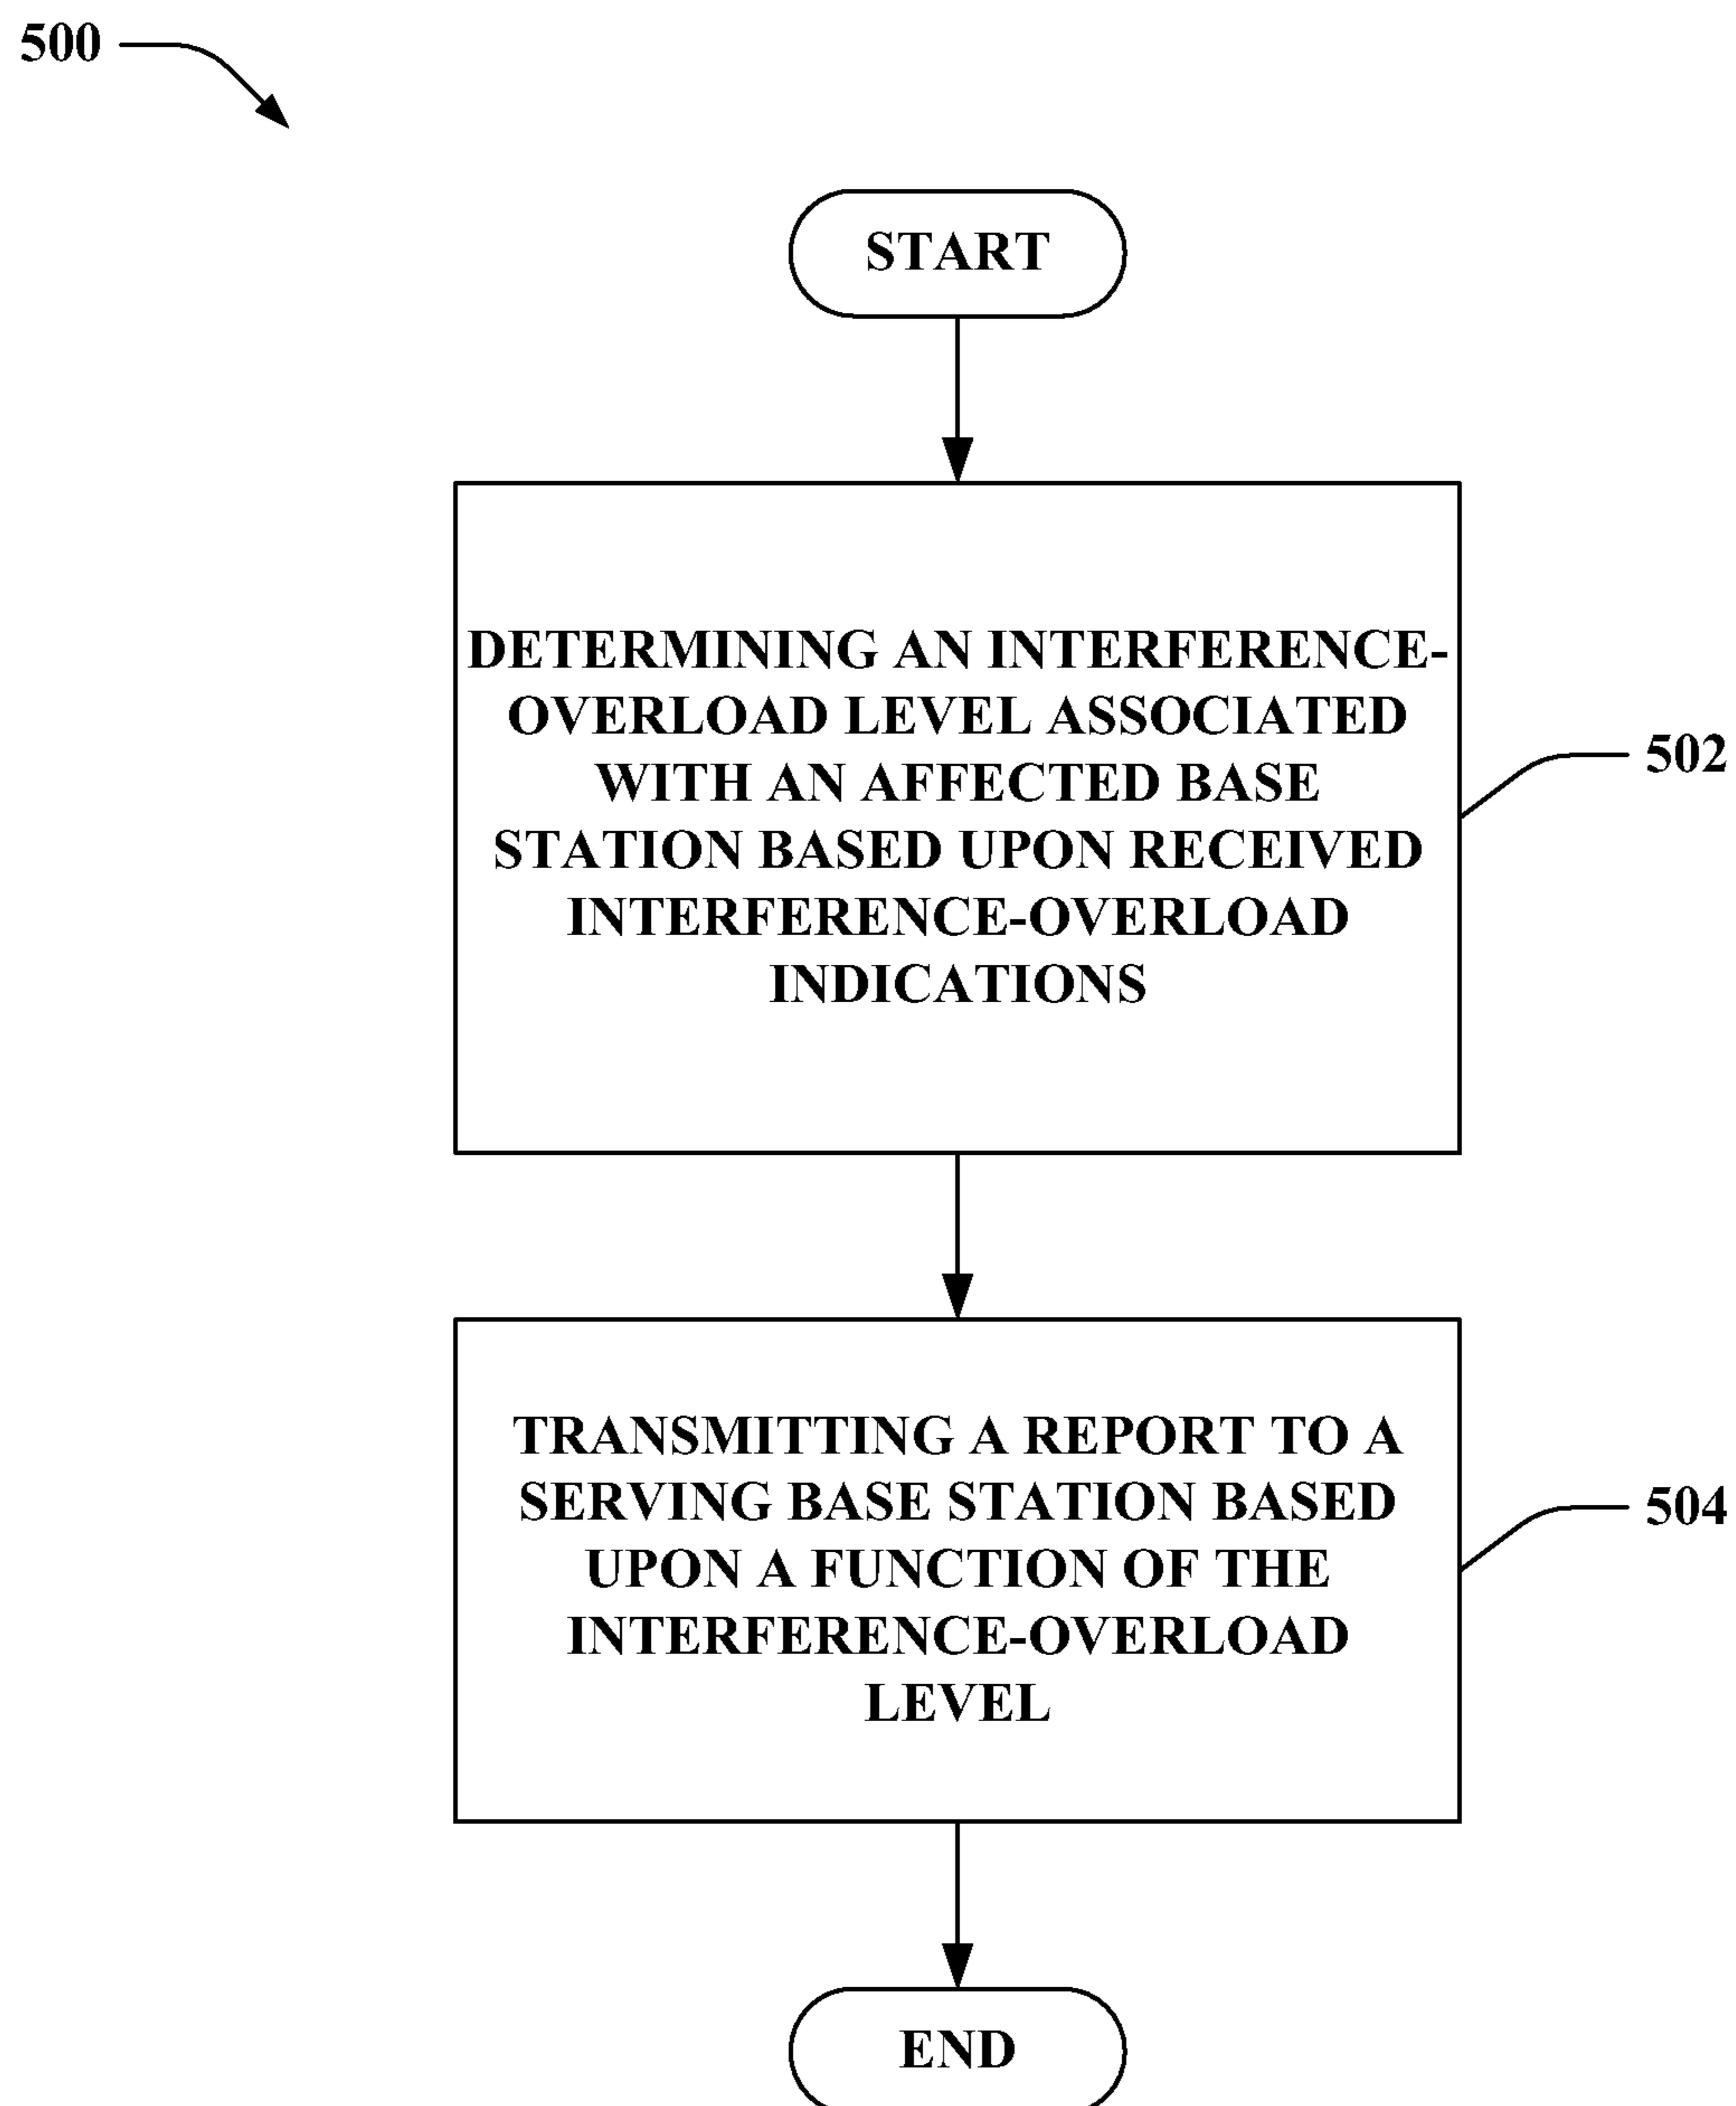 500
START
DETERMINING AN INTERFERENCE-
OVERLOAD LEVEL ASSOCIATED
WITH AN AFFECTED BASE
STATION BASED UPON RECEIVED
INTERFERENCE-OVERLOAD
INDICATIONS
502
TRANSMITTING A REPORT TO A
SERVING BASE STATION BASED
UPON A FUNCTION OF THE
INTERFERENCE-OVERLOAD
LEVEL
504
END